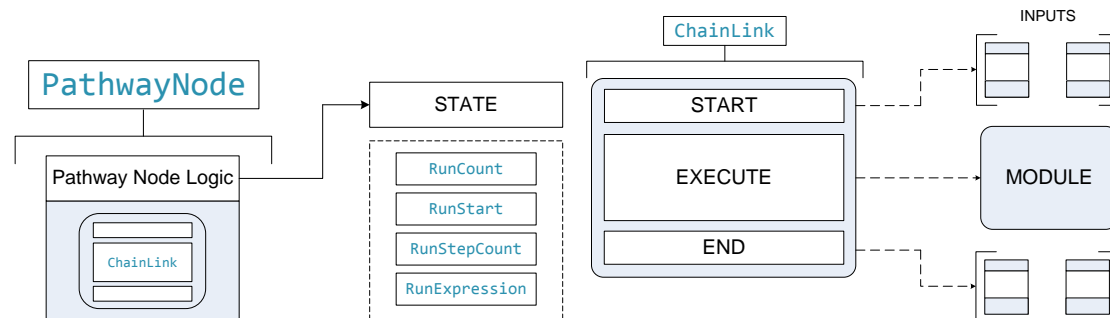 PathwayNode
Pathway Node Logic
ChainLink
STATE
RunCount
RunStart
RunStepCount
RunExpression
ChainLink
START
EXECUTE
END
INPUTS
MODULE